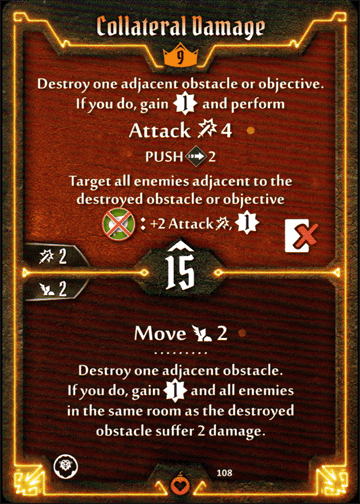 Collateral Damage
9
Destroy one adjacent obstacle or objective.
If you do, gain 1 and perform
Attack 4
PUSH 2
Target all enemies adjacent to the
destroyed obstacle or objective
: +2 Attack, 1
2
15
2
Move 2
Destroy one adjacent obstacle.
If you do, gain 1 and all enemies
in the same room as the destroyed
obstacle suffer 2 damage.
108